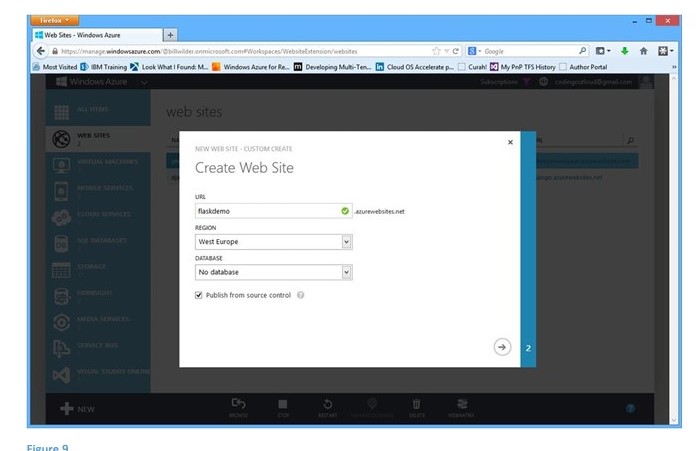 Firefox
Web Sites - Windows Azure
https://manage.windowsazure.com/@billwilder.onmicrosoft.com#Workspaces/WebsiteExtension/websites
Google
Most Visited IBM Training Look What I Found: M... Windows Azure for Re... Developing Multi-Ten... Cloud OS Accelerate p... Curah! My PnP TFS History Author Portal
Windows Azure
Subscriptions
ALL ITEMS
web sites
WEB SITES
2
VIRTUAL MACHINES
MOBILE SERVICES
CLOUD SERVICES
SQL DATABASES
STORAGE
HDINSIGHT
MEDIA SERVICES
SERVICE BUS
VISUAL STUDIO ONLINE
NEW WEB SITE - CUSTOM CREATE
Create Web Site
URL
flaskdemo
.azurewebsites.net
REGION
West Europe
DATABASE
No database
Publish from source control
2
NEW
BROWSE
STOP
RESTART
DELETE
Figure 9